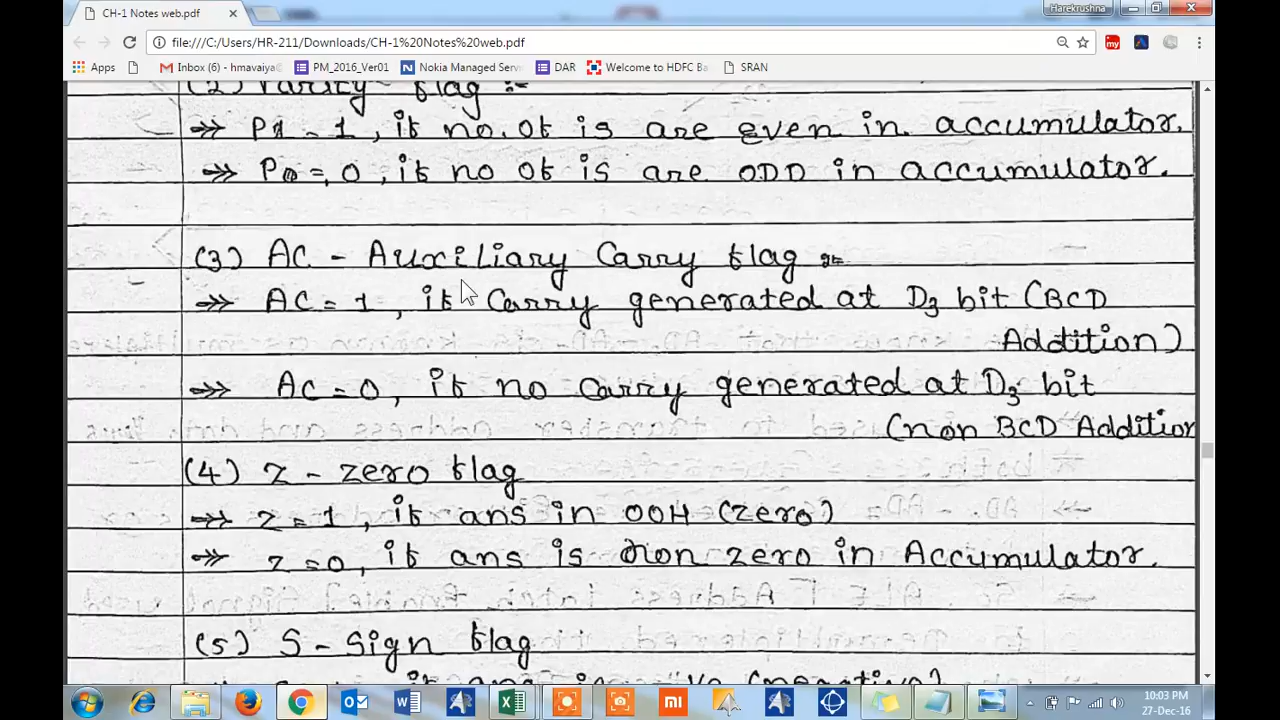 CH-1 Notes web.pdf
Harekrushna
file:///C:/Users/HR-211/Downloads/CH-1%20Notes%20web.pdf
Apps
Inbox (6) - hmavaiya
PM_2016_Ver01
Nokia Managed Serv
DAR
Welcome to HDFC Ba
SRAN
(2) Parity flag :-
P = 1, if no. of 1s are even in accumulator.
P = 0, if no of 1s are ODD in accumulator.
(3) AC - Auxiliary Carry flag :-
AC = 1, if Carry generated at D3 bit (BCD
Addition)
AC = 0, if no Carry generated at D3 bit
(non BCD Addition
(4) Z - zero flag
Z = 1, if ans in 00H (zero)
Z = 0, if ans is non zero in Accumulator.
(5) S - Sign flag
10:03 PM
27-Dec-16